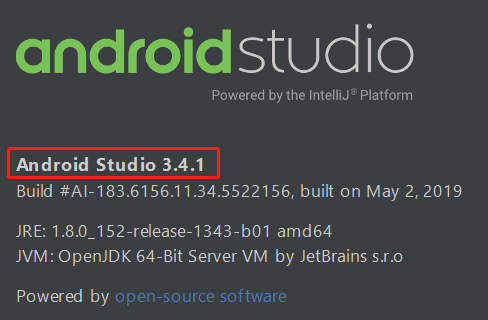 androidstudio
Powered by the IntelliJ® Platform
Android Studio 3.4.1
Build #AI-183.6156.11.34.5522156, built on May 2, 2019
JRE: 1.8.0_152-release-1343-b01 amd64
JVM: OpenJDK 64-Bit Server VM by JetBrains s.r.o
Powered by open-source software